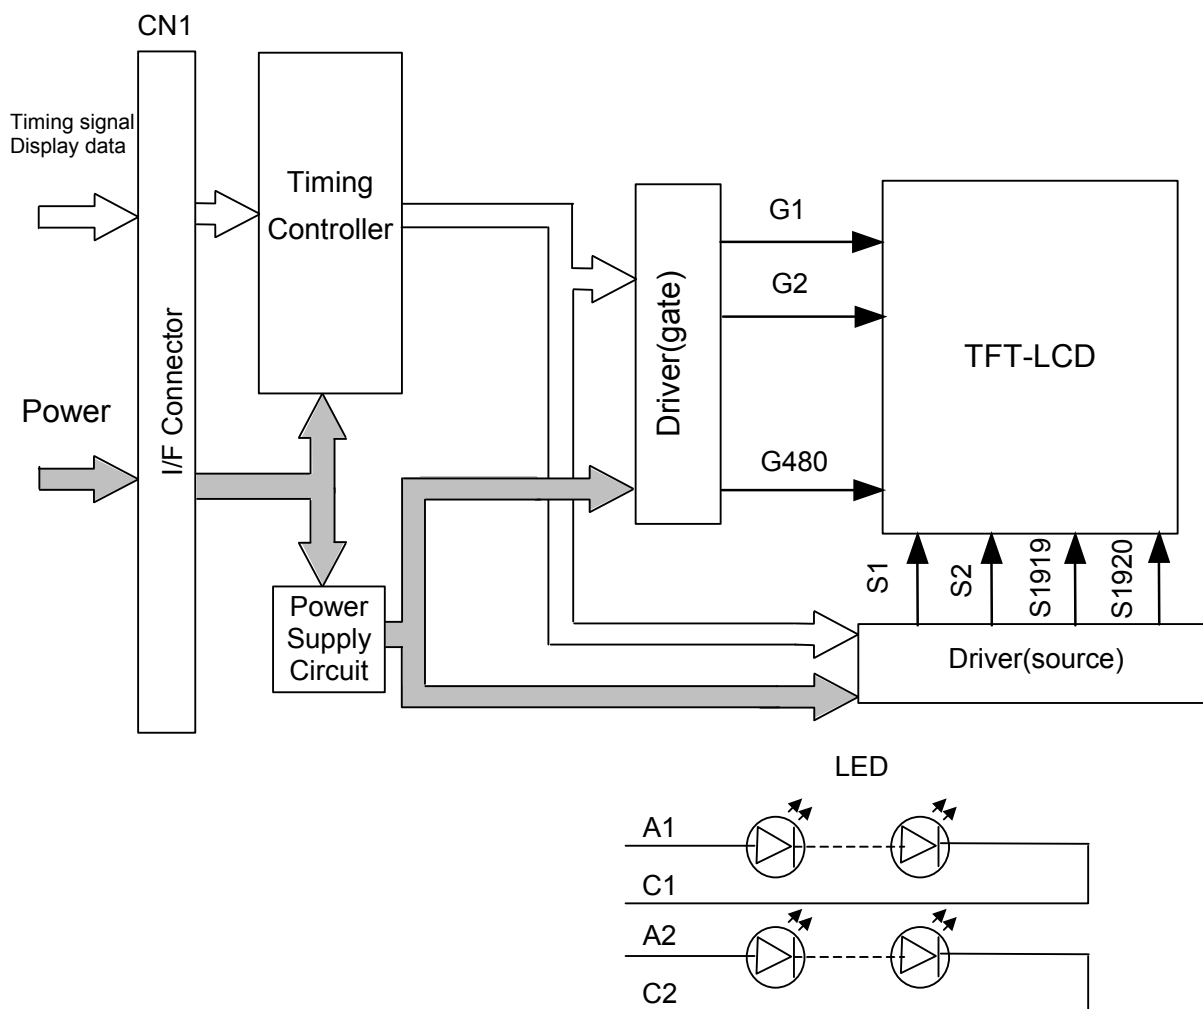 CN1
Timing signal
Display data
Power
I/F Connector
Timing
Controller
Power
Supply
Circuit
Driver(gate)
G1
G2
G480
TFT-LCD
S1
S2
S1919
S1920
Driver(source)
LED
A1
C1
A2
C2